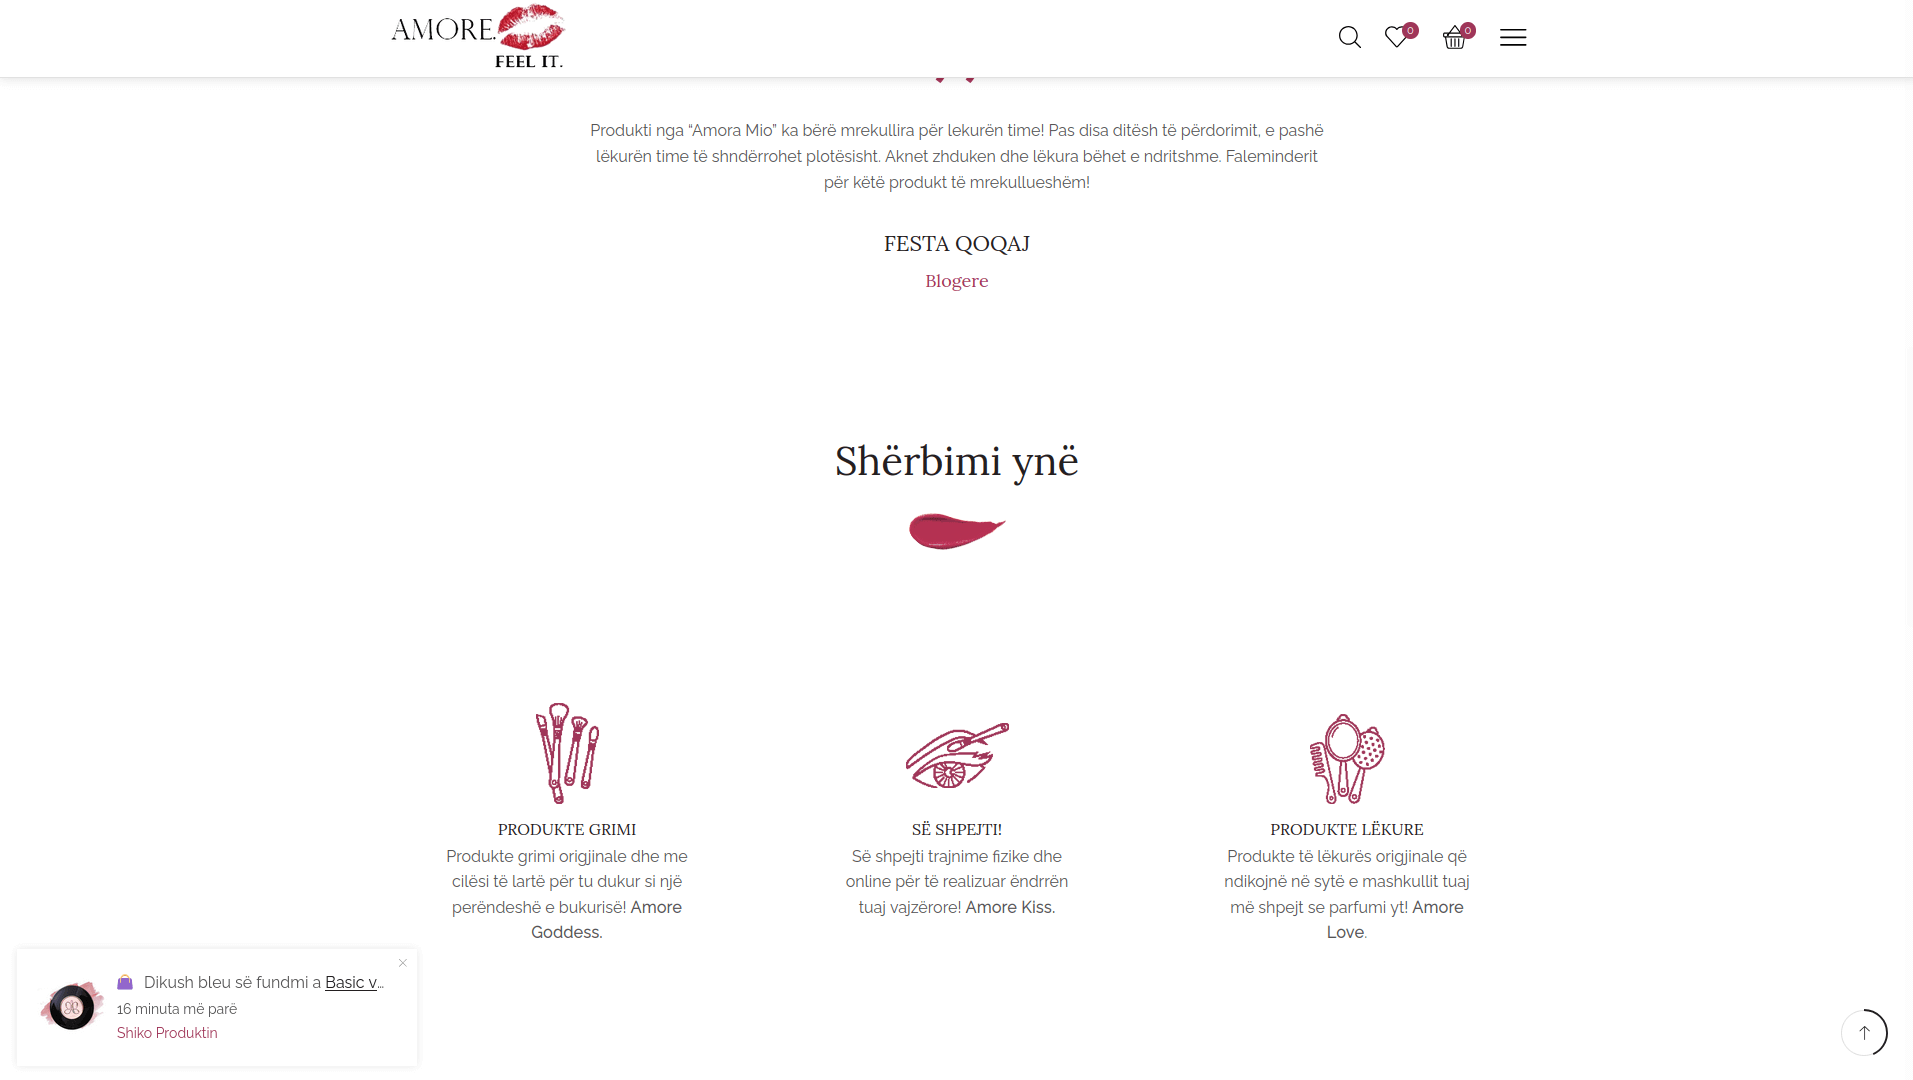 AMORE.
FEEL IT.
0
0
Produkti nga “Amora Mio” ka bërë mrekullira për lekurën time! Pas disa ditësh të përdorimit, e pashë
lëkurën time të shndërrohet plotësisht. Aknet zhduken dhe lëkura bëhet e ndritshme. Faleminderit
për këtë produkt të mrekullueshëm!
FESTA QOQAJ
Blogere
Shërbimi ynë
PRODUKTE GRIMI
Produkte grimi origjinale dhe me
cilësi të lartë për tu dukur si një
perëndeshë e bukurisë! Amore
Goddess.
SË SHPEJTI!
Së shpejti trajnime fizike dhe
online për të realizuar ëndrrën
tuaj vajzërore! Amore Kiss.
PRODUKTE LËKURE
Produkte të lëkurës origjinale që
ndikojnë në sytë e mashkullit tuaj
më shpejt se parfumi yt! Amore
Love.
Dikush bleu së fundmi a Basic v...
16 minuta më parë
Shiko Produktin